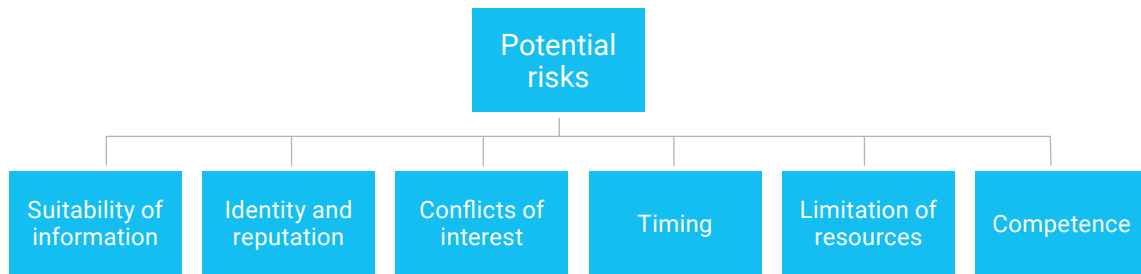 Potential
risks
Suitability of
information
Identity and
reputation
Conflicts of
interest
Timing
Limitation of
resources
Competence